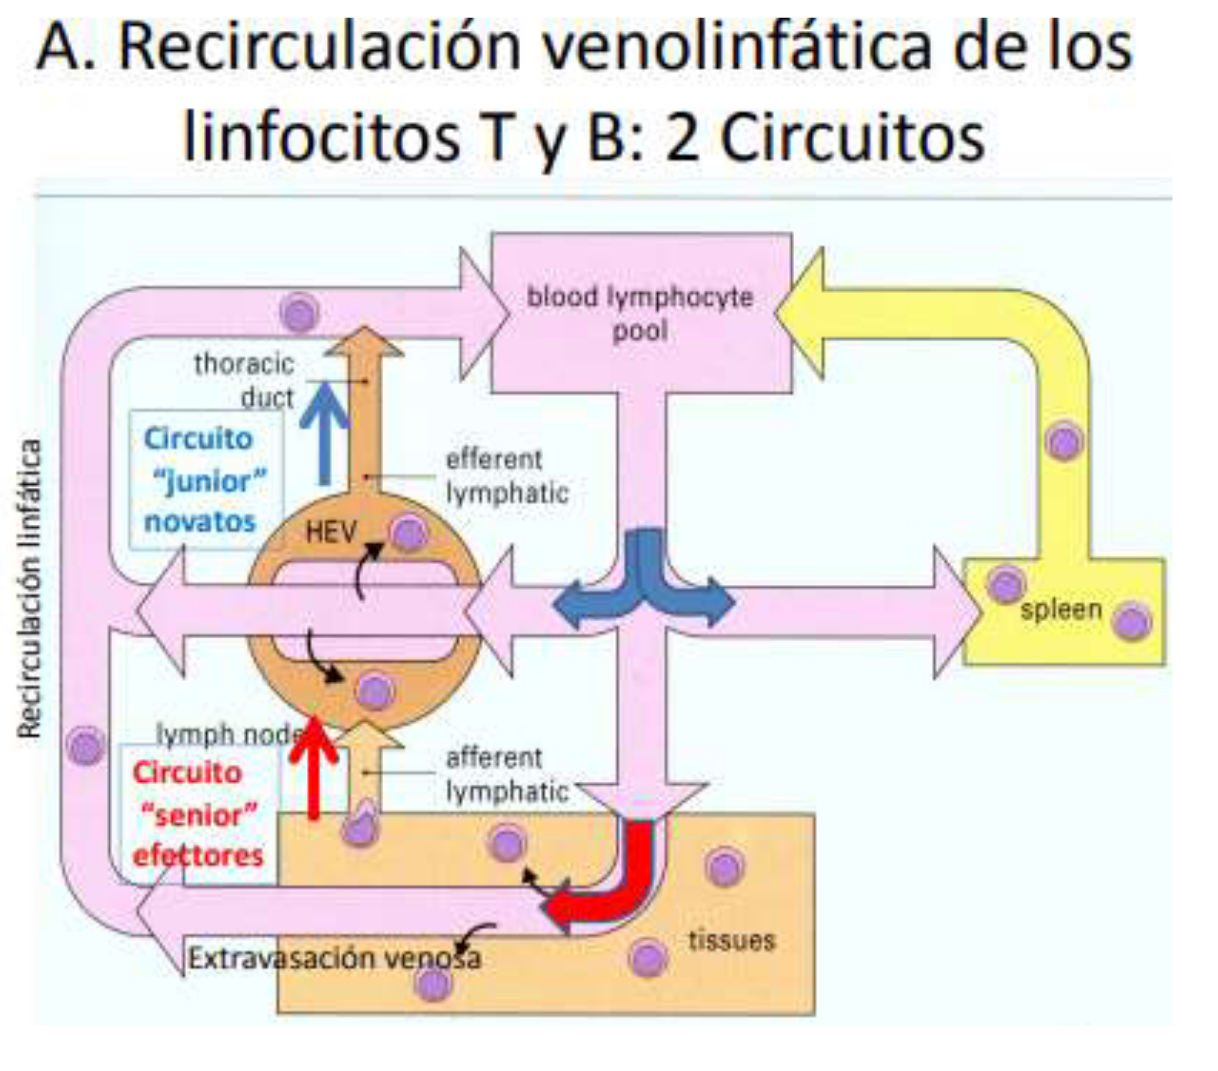 A. Recirculación venolinfática de los
linfocitos T y B: 2 Circuitos
blood lymphocyte
pool
thoracic
duct
Circuito
"junior"
novatos
efferent
lymphatic
HEV
Recirculación linfática
spleen
lymph node
Circuito
"senior"
efectores
afferent
lymphatic
tissues
Extravasación venosa